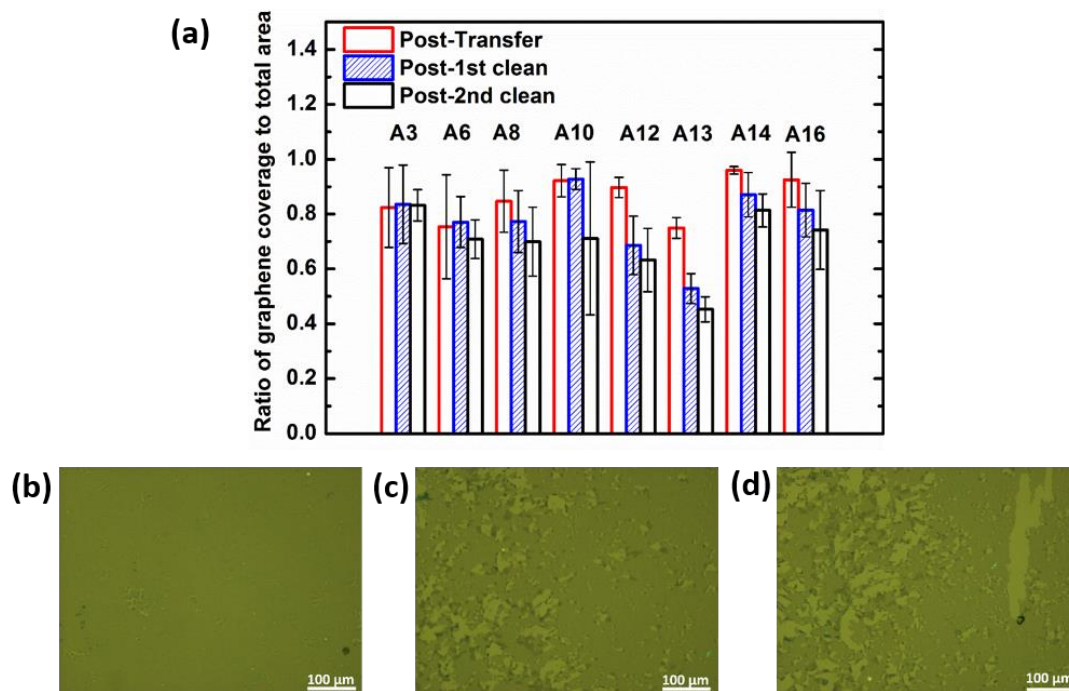 (a)
Ratio of graphene coverage to total area
1.4
1.2
1.0
0.8
0.6
0.4
0.2
0.0
Post-Transfer
Post-1st clean
Post-2nd clean
A3 A6 A8 A10 A12 A13 A14 A16
(b) (c) (d)
100 µm 100 µm 100 µm